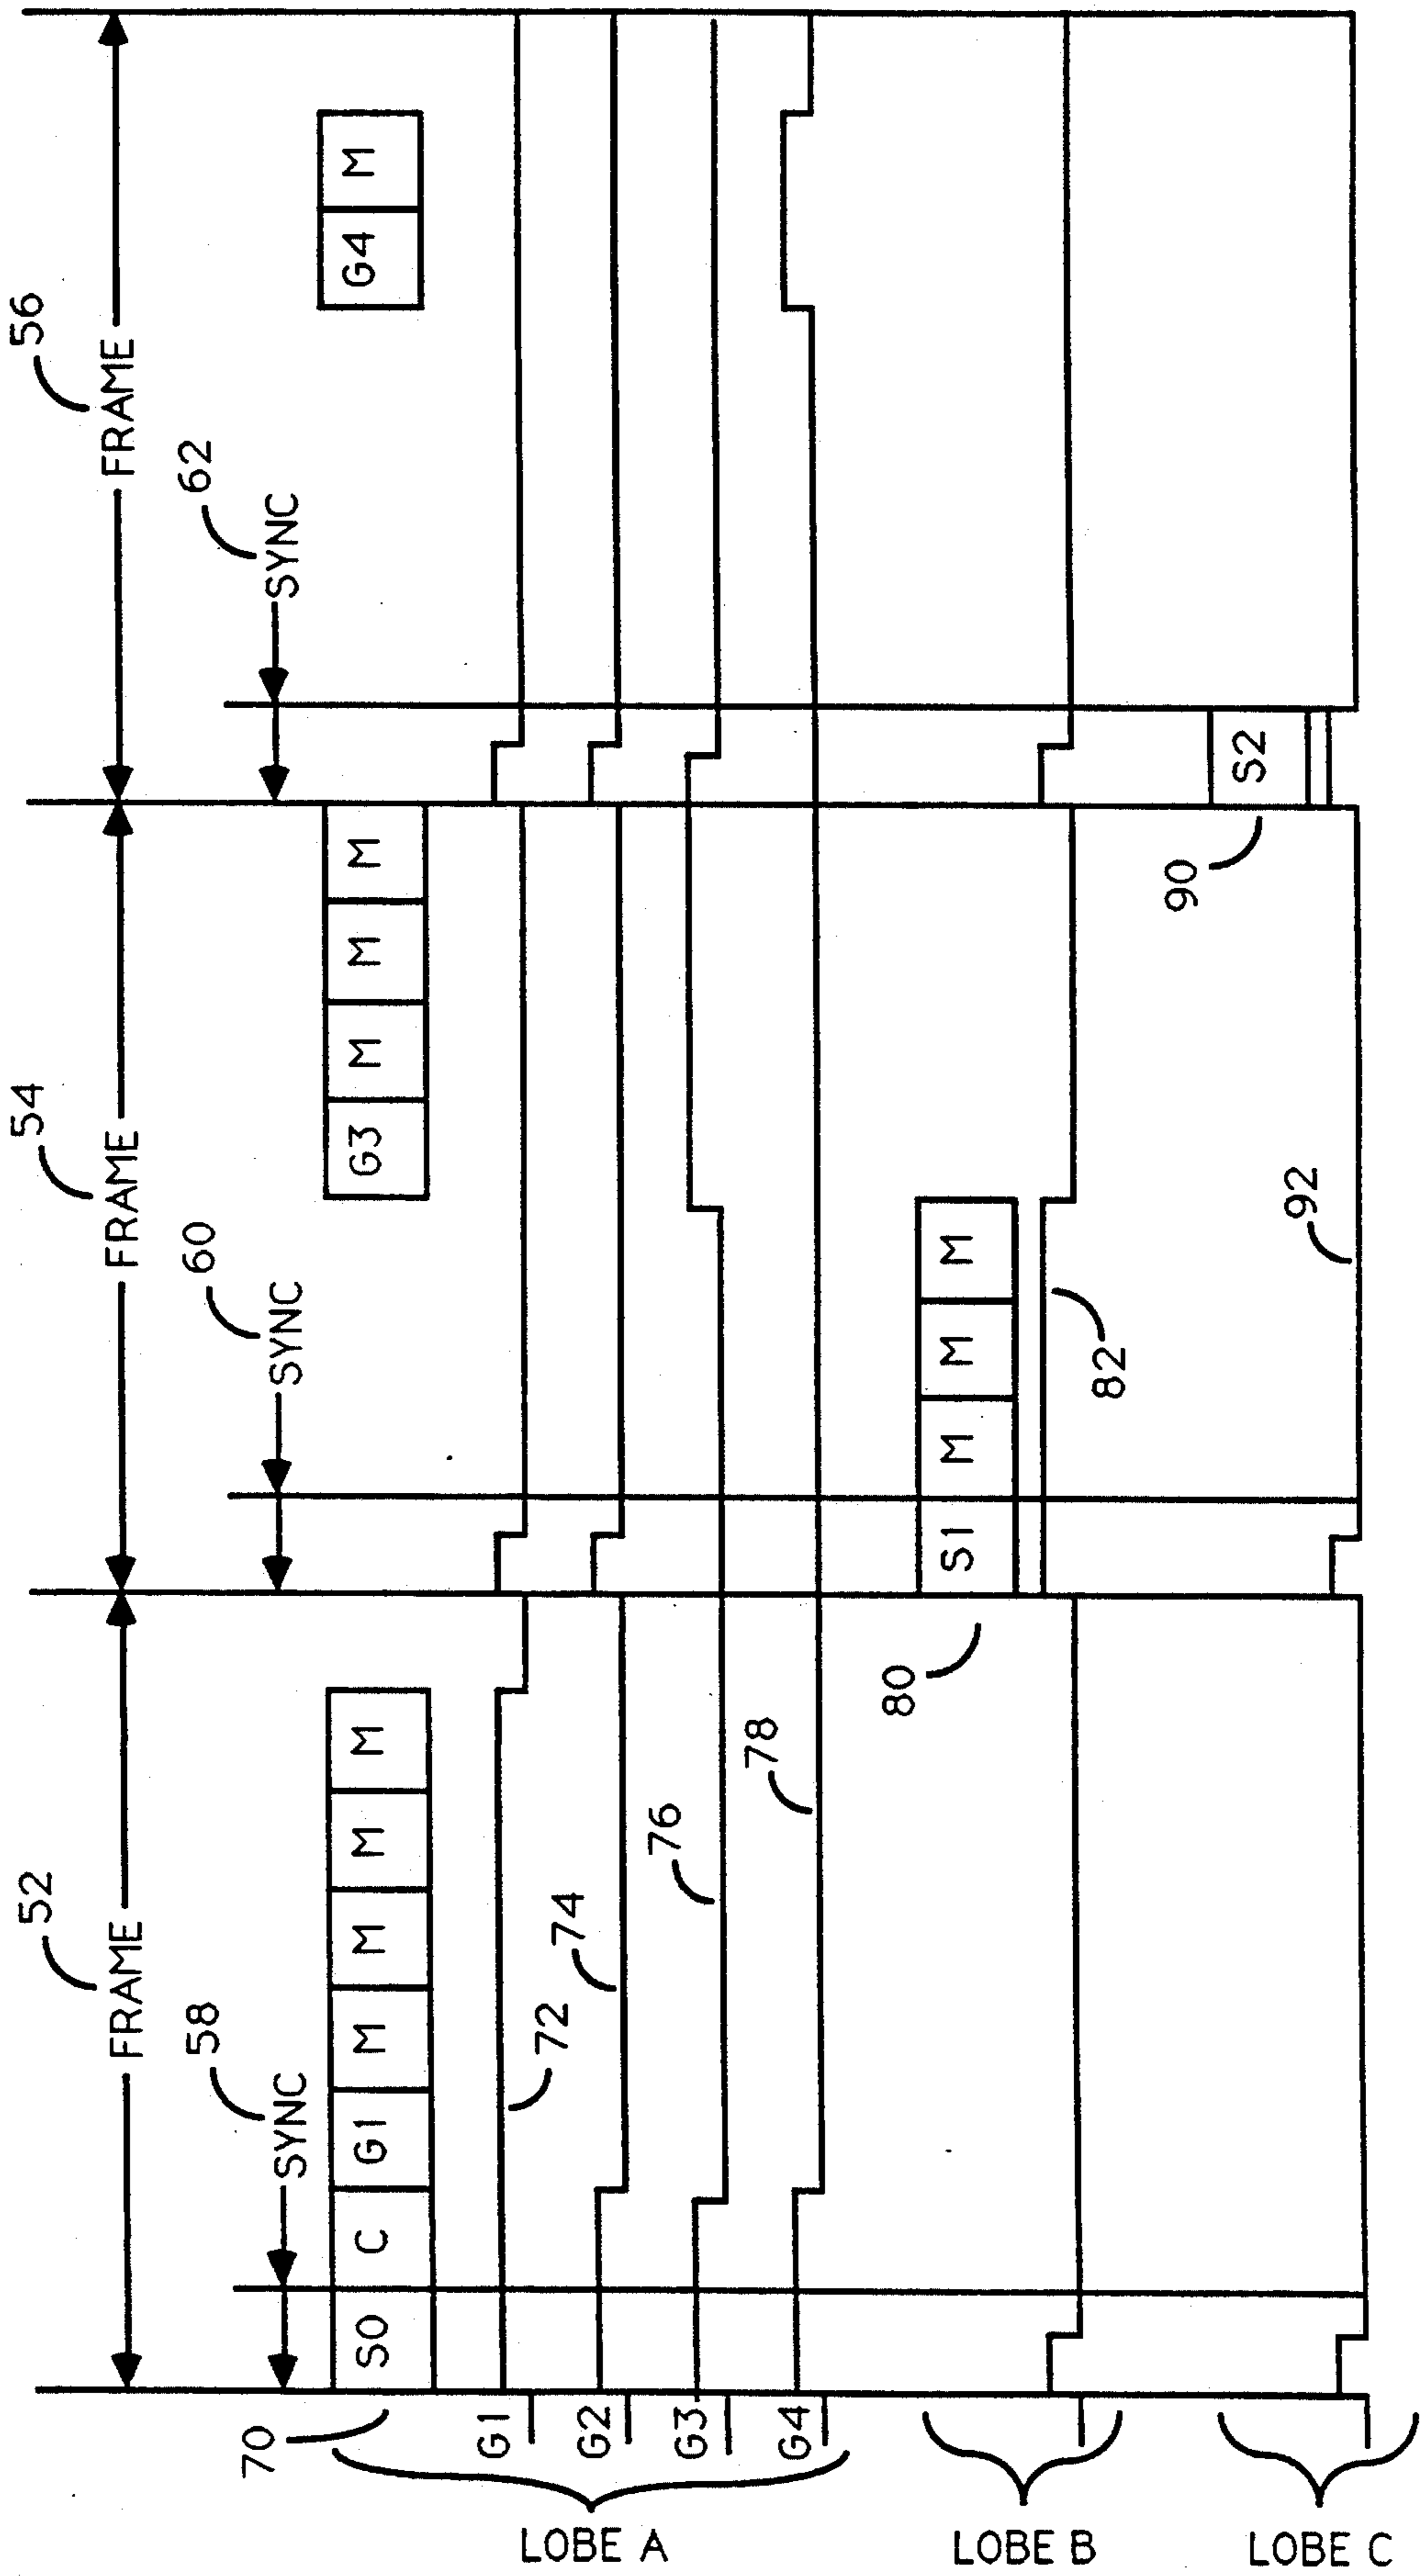 52
54
56
FRAME
FRAME
FRAME
58
60
62
SYNC
SYNC
SYNC
70
S0 C G1 M M M M
G3 M M M
G4 M
G1
72
G2
74
G3
76
G4
78
LOBE A
80
S1 M M M
82
LOBE B
90
S2
92
LOBE C